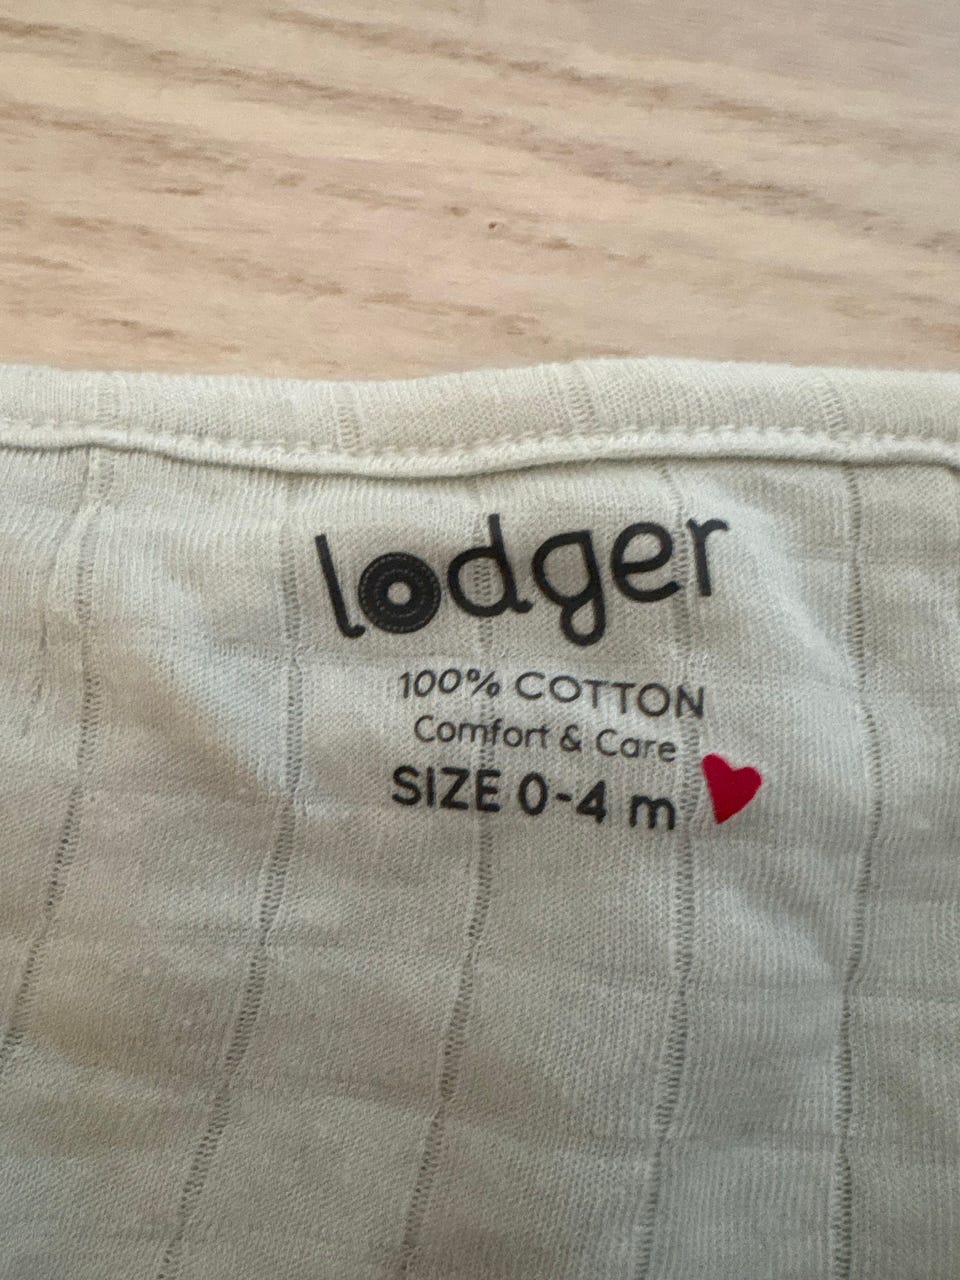 lodger
100% COTTON
Comfort & Care
SIZE 0-4 m